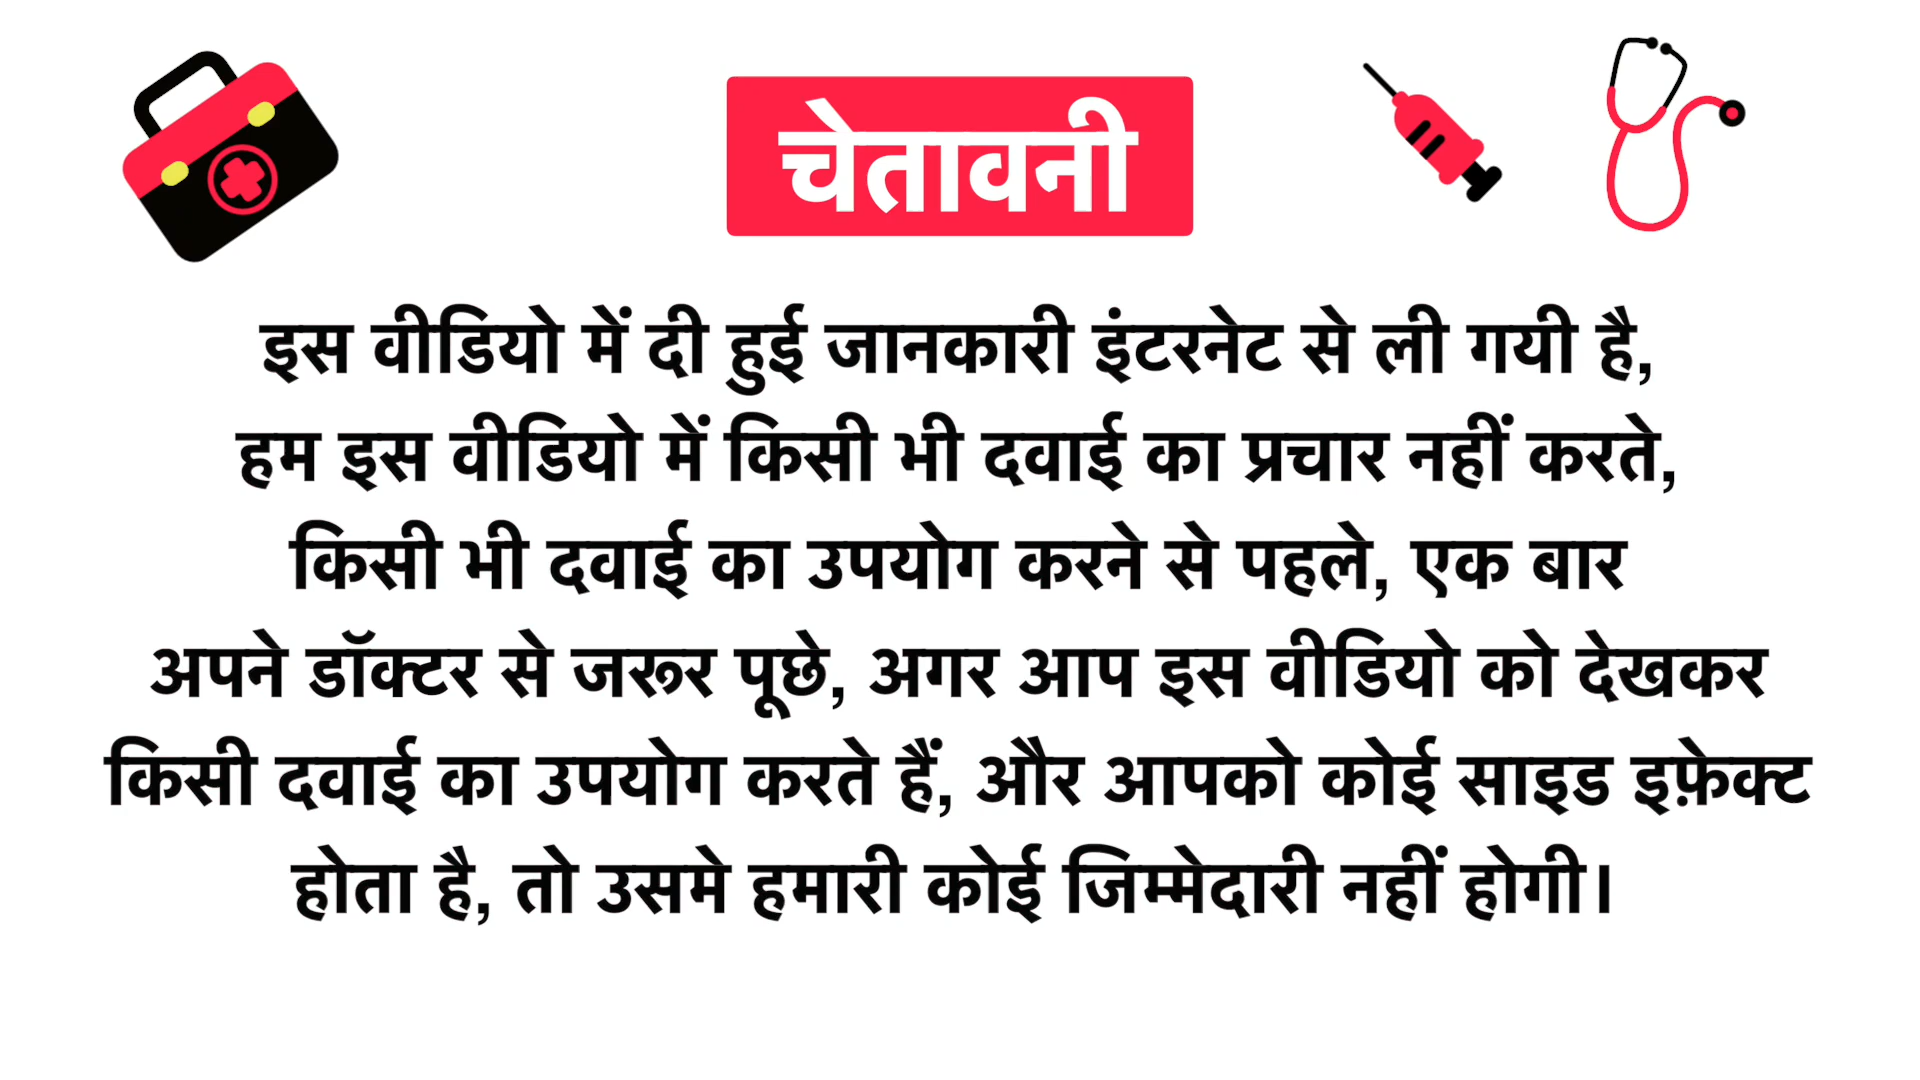 चेतावनी
इस वीडियो में दी हुई जानकारी इंटरनेट से ली गयी है,
हम इस वीडियो में किसी भी दवाई का प्रचार नहीं करते,
किसी भी दवाई का उपयोग करने से पहले, एक बार
अपने डॉक्टर से जरूर पूछे, अगर आप इस वीडियो को देखकर
किसी दवाई का उपयोग करते हैं, और आपको कोई साइड इफ़ेक्ट
होता है, तो उसमे हमारी कोई जिम्मेदारी नहीं होगी।